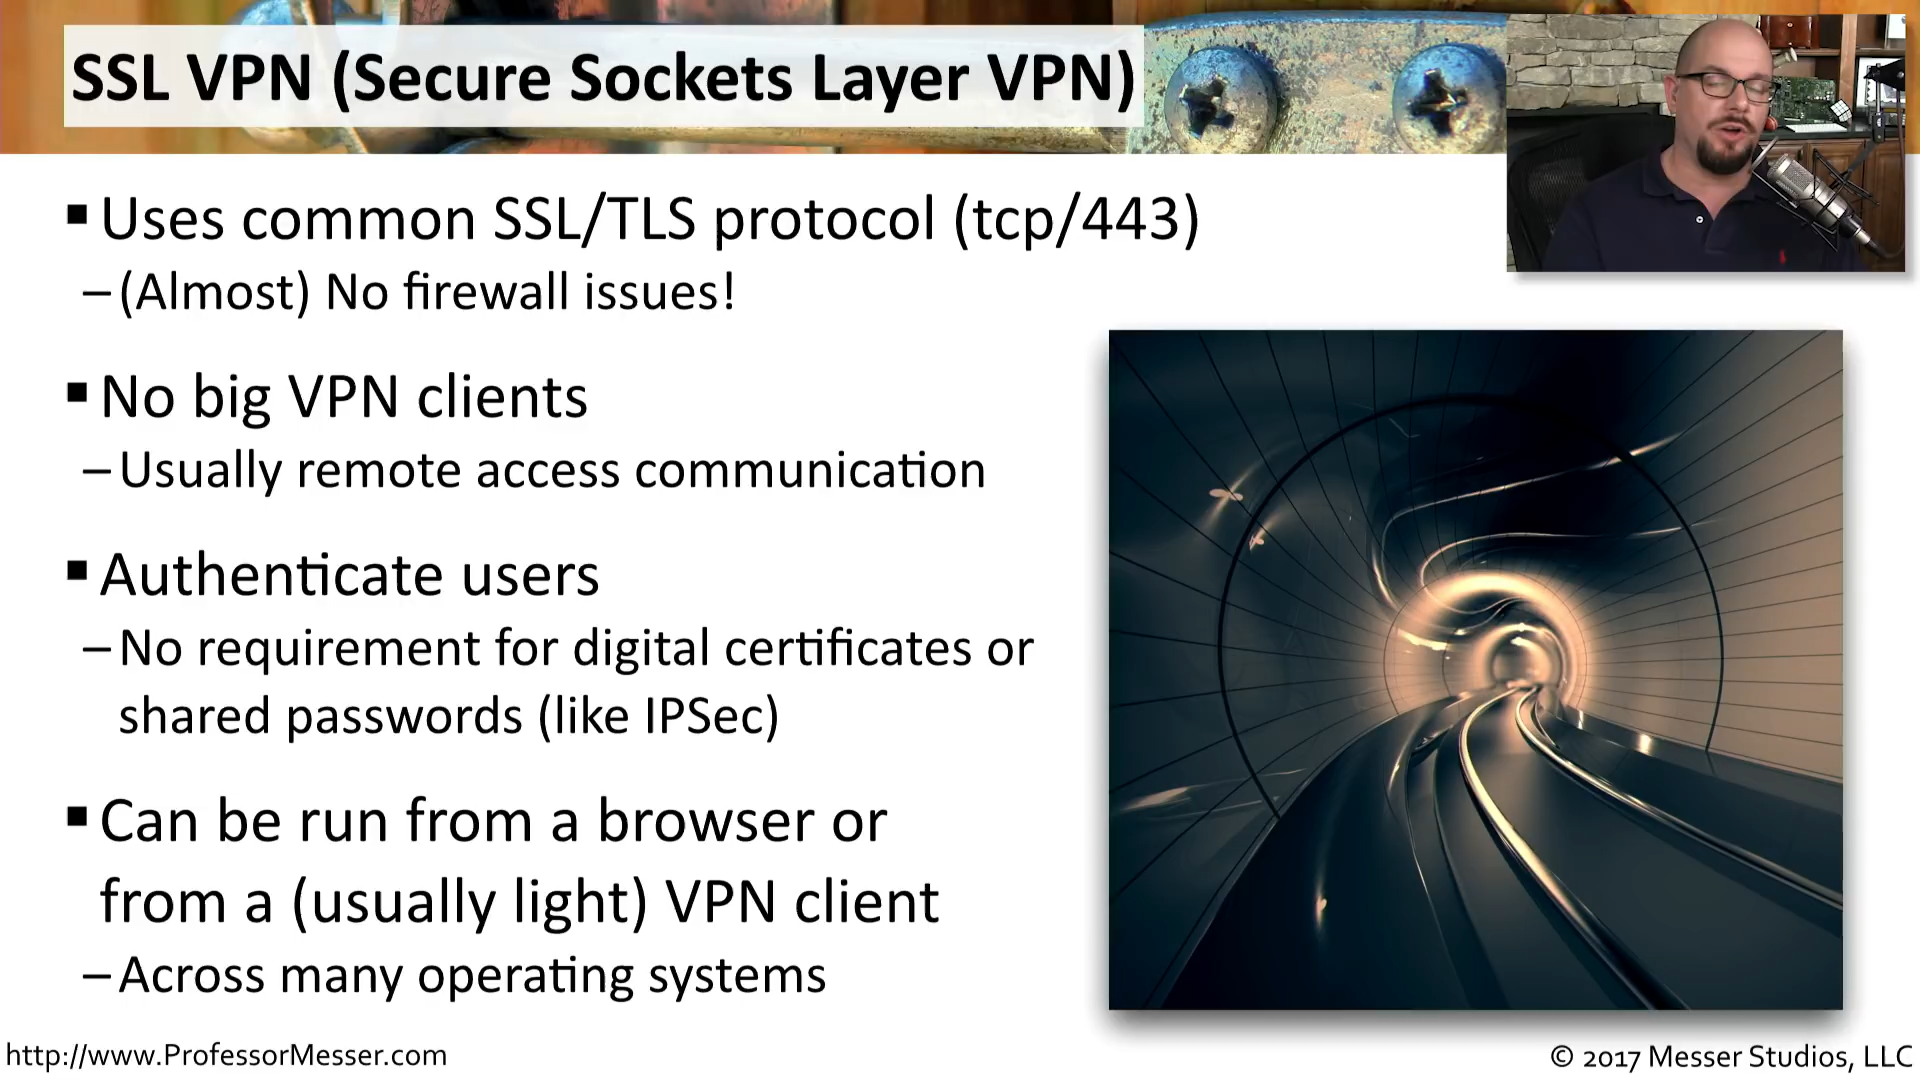 SSL VPN (Secure Sockets Layer VPN)
▪ Uses common SSL/TLS protocol (tcp/443)
– (Almost) No firewall issues!
▪ No big VPN clients
– Usually remote access communication
▪ Authenticate users
– No requirement for digital certificates or
shared passwords (like IPSec)
▪ Can be run from a browser or
from a (usually light) VPN client
– Across many operating systems
http://www.ProfessorMesser.com
© 2017 Messer Studios, LLC